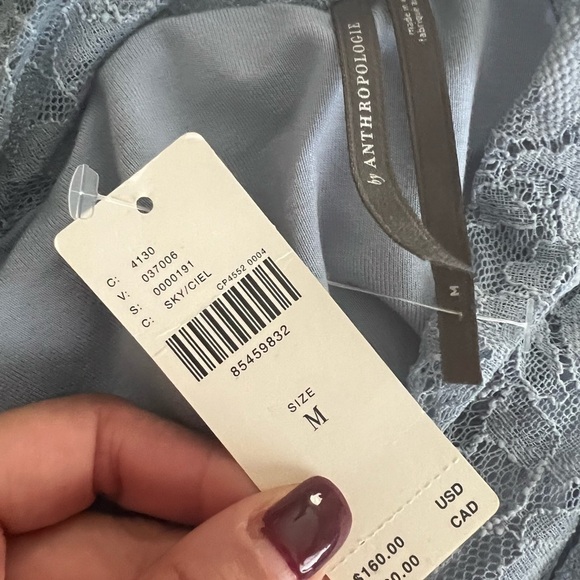 by ANTHROPOLOGIE
M
C: 4130
V: 037006
S: 0000191
C: SKY/CIEL
CP4552 0004
85459832
SIZE
M
USD $160.00
CAD